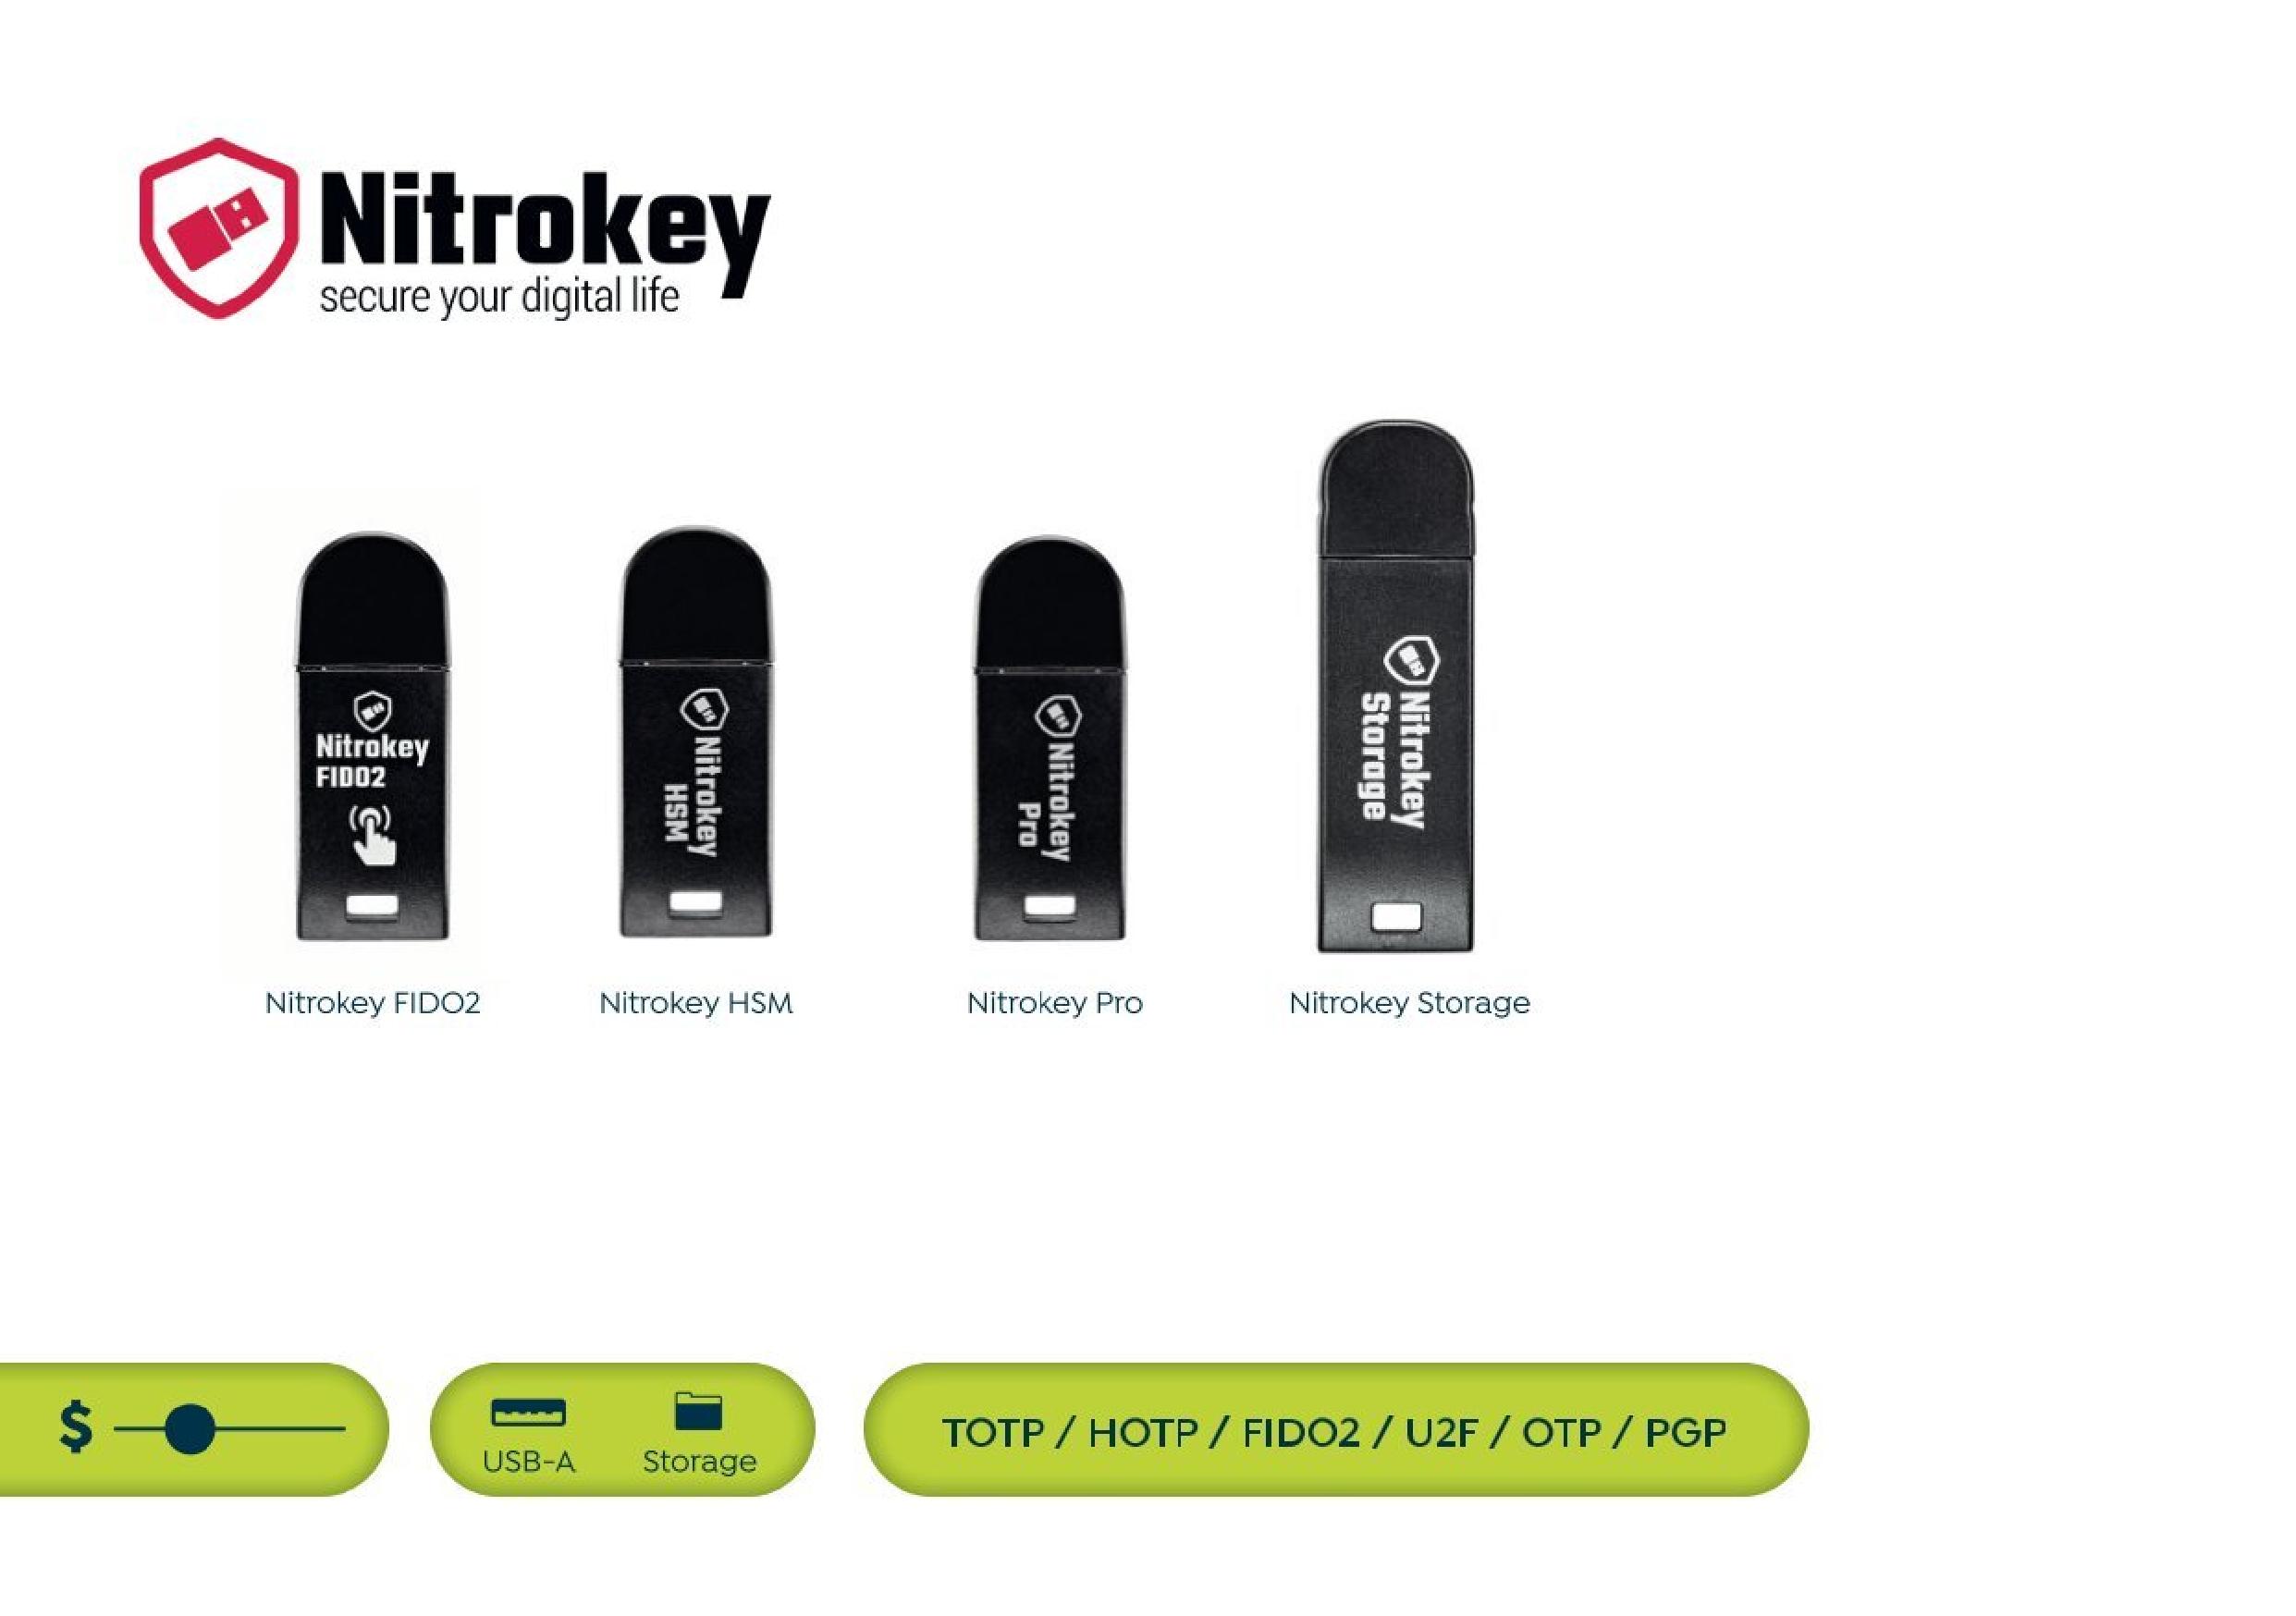 Nitrokey
secure your digital life
Nitrokey
FIDO2
Nitrokey
HSM
Nitrokey
Pro
Nitrokey
Storage
Nitrokey FIDO2
Nitrokey HSM
Nitrokey Pro
Nitrokey Storage
$
USB-A
Storage
TOTP / HOTP / FIDO2 / U2F / OTP / PGP